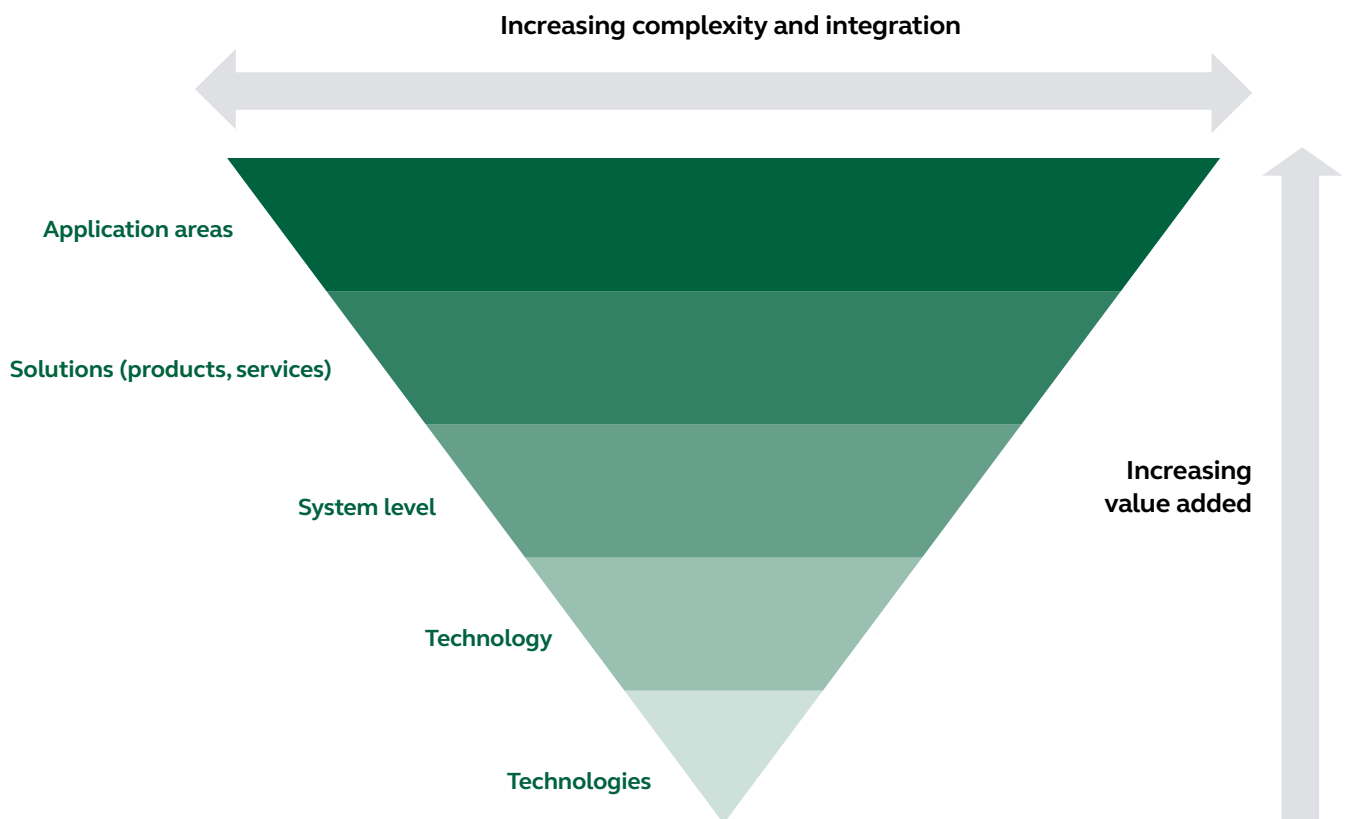 Increasing complexity and integration
Application areas
Solutions (products, services)
System level
Increasing
value added
Technology
Technologies